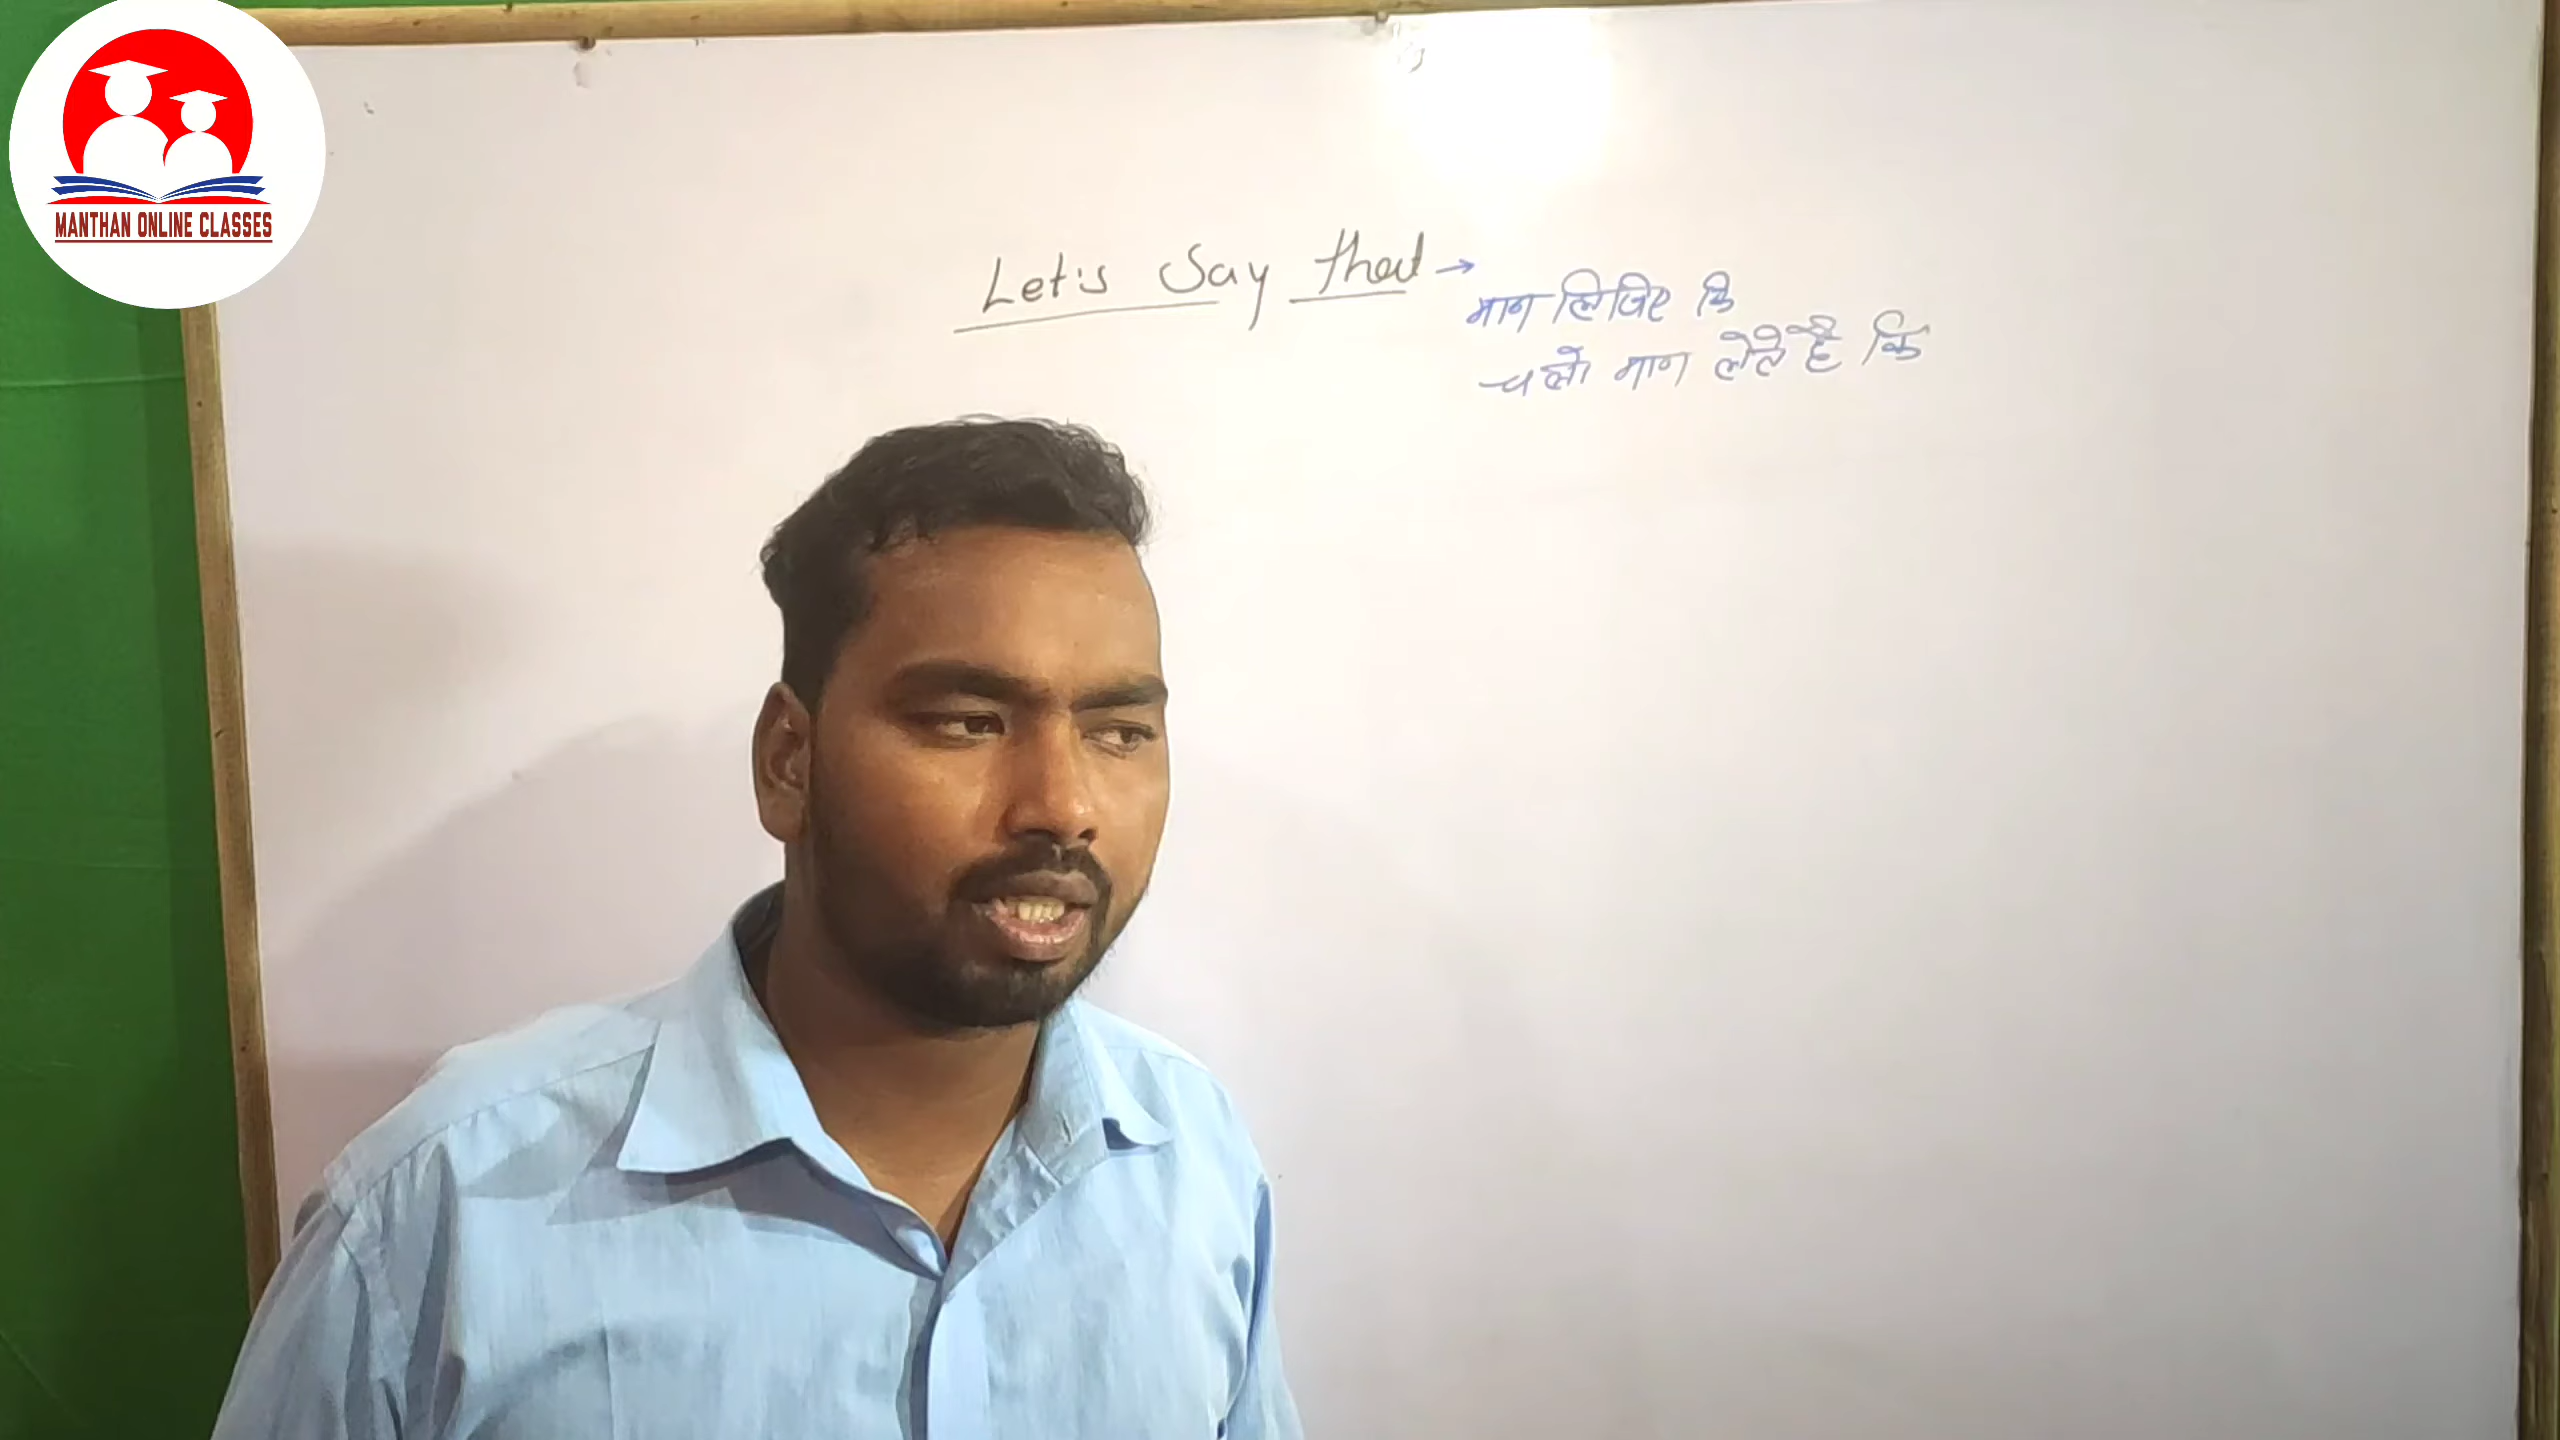 MANTHAN ONLINE CLASSES
Let's Say that →
मान लिजिए कि
चलो मान लेते है कि